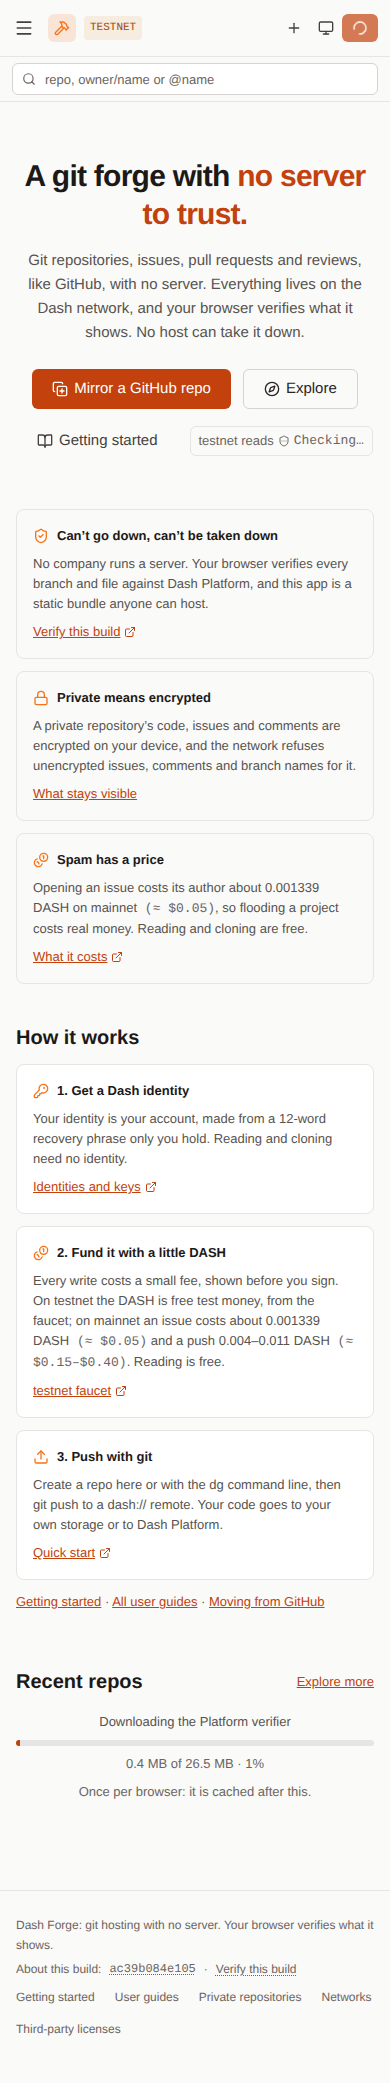 TESTNET
repo, owner/name or @name
A git forge with no server
to trust.
Git repositories, issues, pull requests and reviews,
like GitHub, with no server. Everything lives on the
Dash network, and your browser verifies what it
shows. No host can take it down.
Mirror a GitHub repo
Explore
Getting started
testnet reads Checking…
Can’t go down, can’t be taken down
No company runs a server. Your browser verifies every
branch and file against Dash Platform, and this app is a
static bundle anyone can host.
Verify this build
Private means encrypted
A private repository’s code, issues and comments are
encrypted on your device, and the network refuses
unencrypted issues, comments and branch names for it.
What stays visible
Spam has a price
Opening an issue costs its author about 0.001339
DASH on mainnet (≈ $0.05), so flooding a project
costs real money. Reading and cloning are free.
What it costs
How it works
1. Get a Dash identity
Your identity is your account, made from a 12-word
recovery phrase only you hold. Reading and cloning
need no identity.
Identities and keys
2. Fund it with a little DASH
Every write costs a small fee, shown before you sign.
On testnet the DASH is free test money, from the
faucet; on mainnet an issue costs about 0.001339
DASH (≈ $0.05) and a push 0.004–0.011 DASH (≈
$0.15–$0.40). Reading is free.
testnet faucet
3. Push with git
Create a repo here or with the dg command line, then
git push to a dash:// remote. Your code goes to your
own storage or to Dash Platform.
Quick start
Getting started · All user guides · Moving from GitHub
Recent repos
Explore more
Downloading the Platform verifier
0.4 MB of 26.5 MB · 1%
Once per browser: it is cached after this.
Dash Forge: git hosting with no server. Your browser verifies what it
shows.
About this build: ac39b084e105 · Verify this build
Getting started User guides Private repositories Networks
Third-party licenses